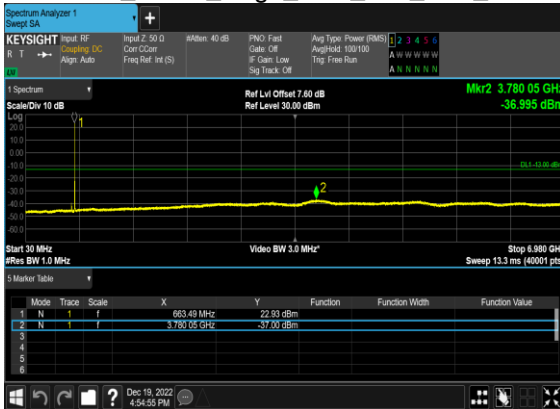 Spectrum Analyzer 1
Swept SA
+
KEYSIGHT Input: RF Input Z: 50 Ω #Atten: 40 dB PNO: Fast Avg Type: Power (RMS) 1 2 3 4 5 6
R T Coupling: DC Corr CCorr Gate: Off Avg|Hold: 100/100 A W W W W W
Align: Auto Freq Ref: Int (S) IF Gain: Low Trig: Free Run
LXI Sig Track: Off A N N N N N
1 Spectrum Ref Lvl Offset 7.60 dB Mkr2 3.780 05 GHz
Scale/Div 10 dB Ref Level 30.00 dBm -36.995 dBm
Log
20.0
10.0
0.00
-10.0
-20.0
-30.0
-40.0
-50.0
-60.0
1
2
DL1 -13.00 dBm
Start 30 MHz Video BW 3.0 MHz* Stop 6.980 GHz
#Res BW 1.0 MHz Sweep 13.3 ms (40001 pts)
5 Marker Table
Mode Trace Scale X Y Function Function Width Function Value
1 N 1 f 663.49 MHz 22.93 dBm
2 N 1 f 3.780 05 GHz -37.00 dBm
3
4
5
6
? Dec 19, 2022
4:54:55 PM